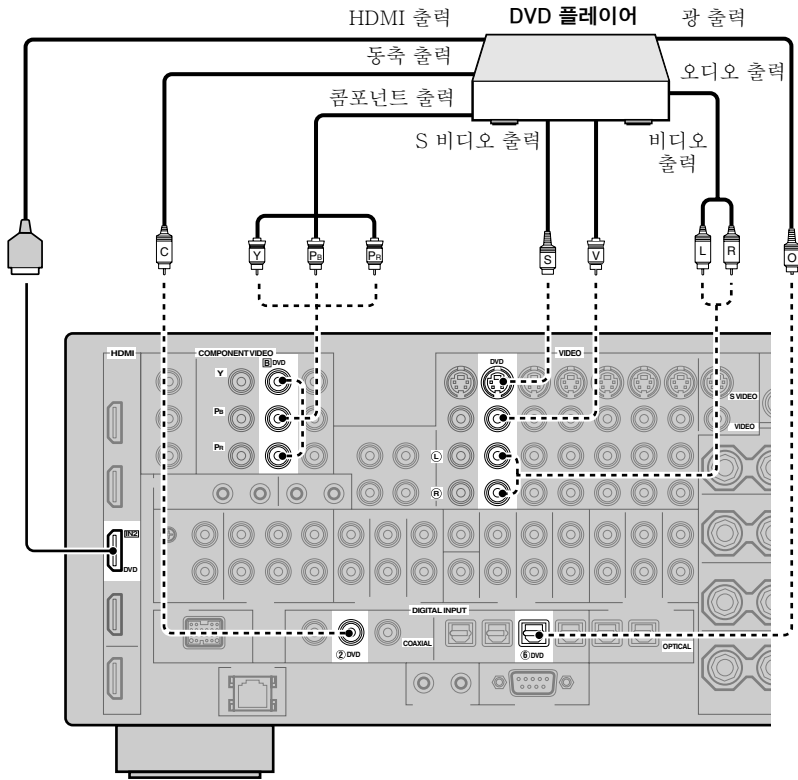 HDMI 출력
DVD 플레이어
광 출력
동축 출력
오디오 출력
콤포넌트 출력
S 비디오 출력
비디오
출력
C
Y
PB
PR
S
V
L
R
O
HDMI
COMPONENT VIDEO
VIDEO
B DVD
DVD
Y
S VIDEO
PB
VIDEO
PR
L
R
IN2
DVD
DIGITAL INPUT
COAXIAL
OPTICAL
② DVD
⑥ DVD